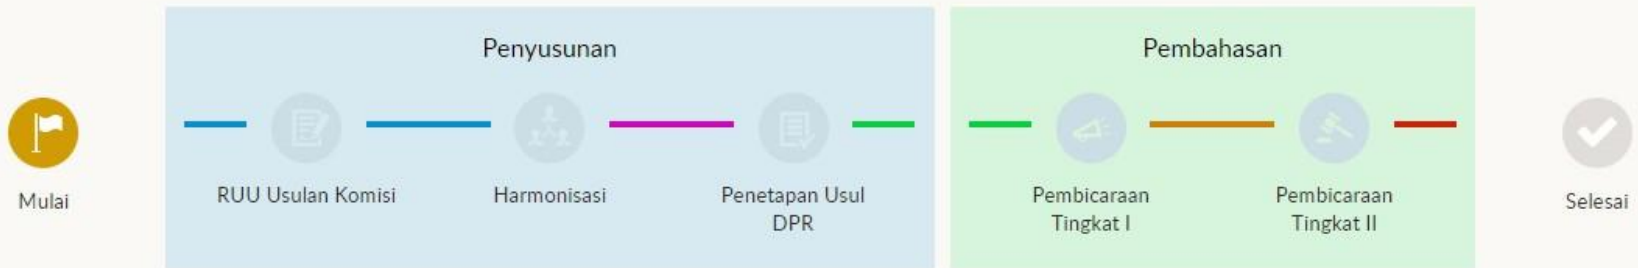 Penyusunan
Pembahasan
Mulai
RUU Usulan Komisi
Harmonisasi
Penetapan Usul
DPR
Pembicaraan
Tingkat I
Pembicaraan
Tingkat II
Selesai